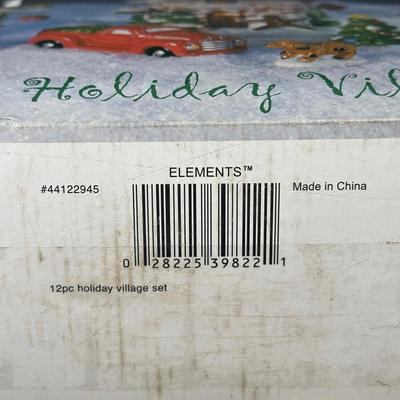 Holiday Vil
ELEMENTS™
#44122945
Made in China
0 28225 39822 1
12pc holiday village set